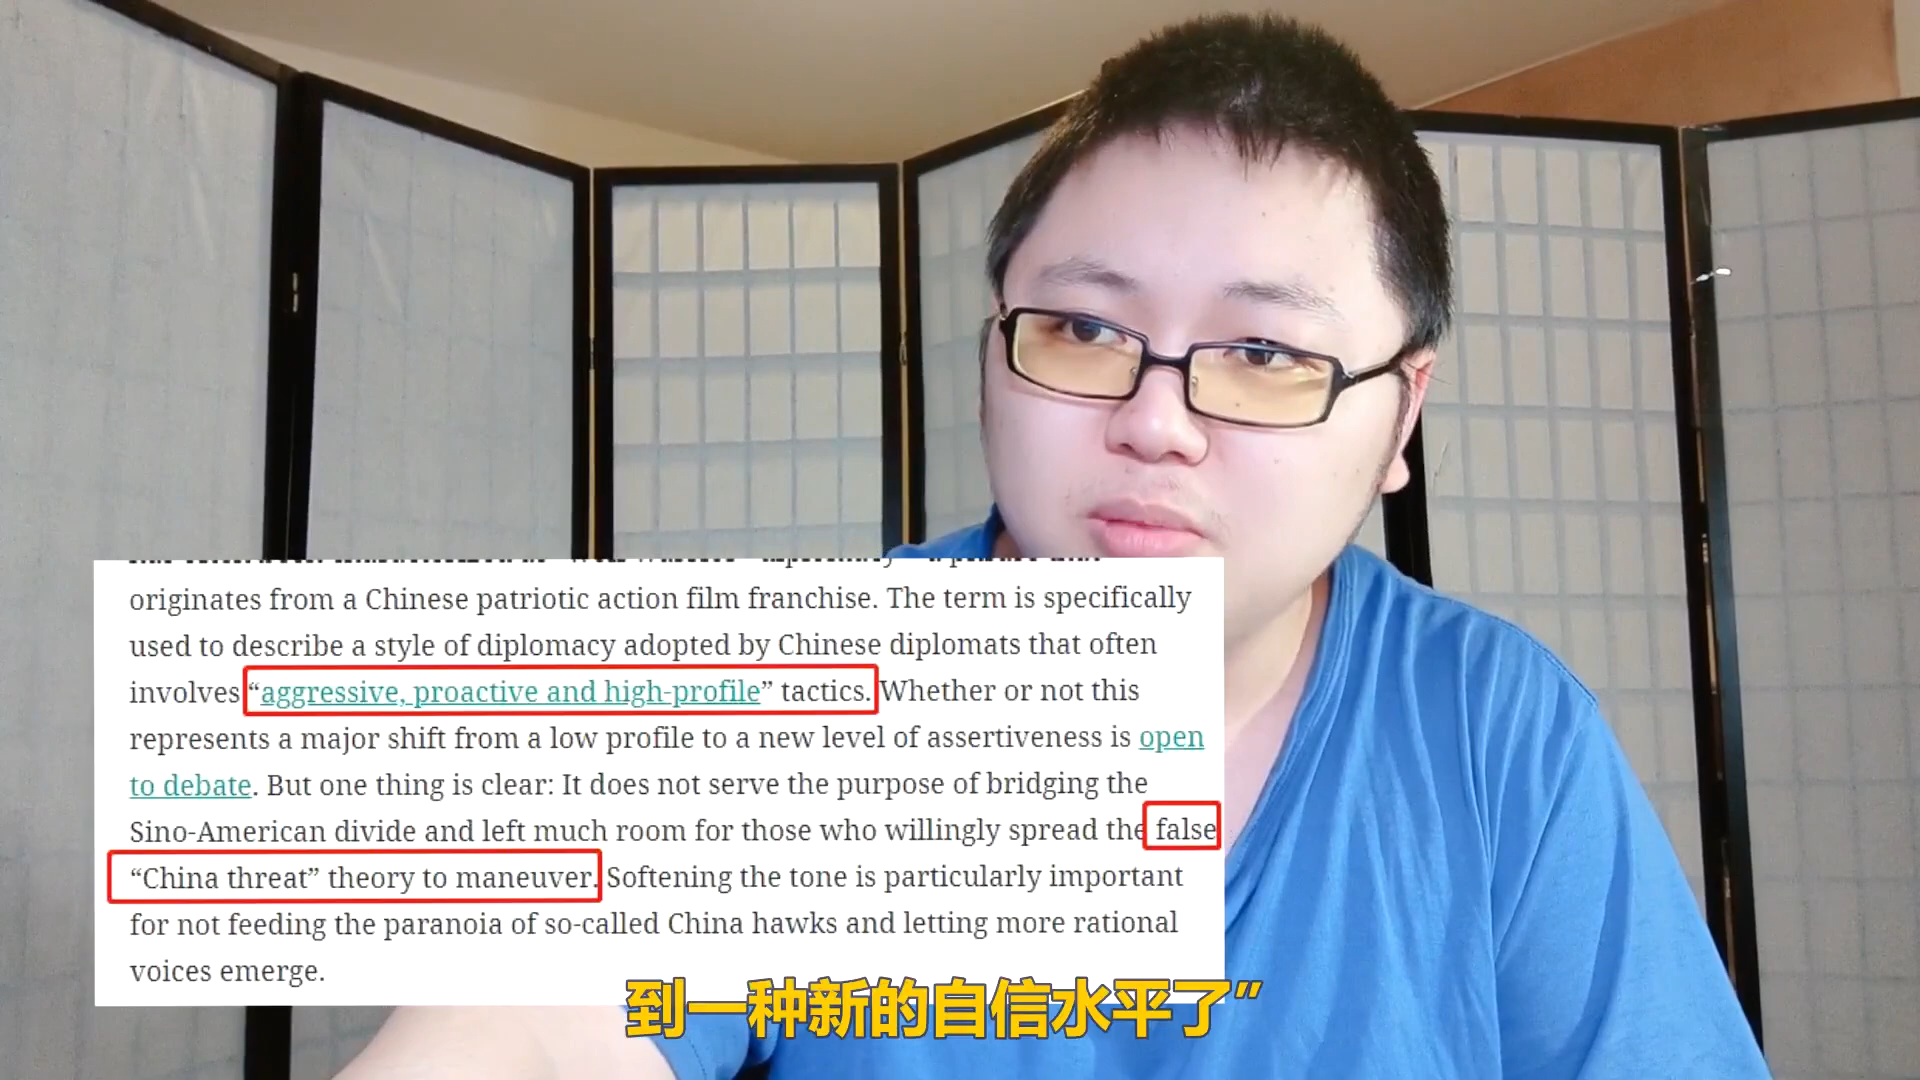 originates from a Chinese patriotic action film franchise. The term is specifically
used to describe a style of diplomacy adopted by Chinese diplomats that often
involves “aggressive, proactive and high-profile” tactics. Whether or not this
represents a major shift from a low profile to a new level of assertiveness is open
to debate. But one thing is clear: It does not serve the purpose of bridging the
Sino-American divide and left much room for those who willingly spread the false
“China threat” theory to maneuver. Softening the tone is particularly important
for not feeding the paranoia of so-called China hawks and letting more rational
voices emerge.
到一种新的自信水平了”